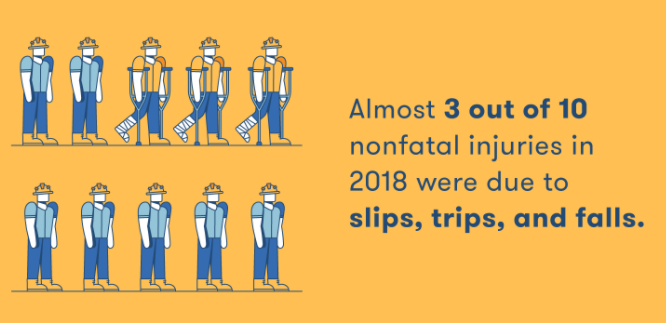 Almost 3 out of 10
nonfatal injuries in
2018 were due to
slips, trips, and falls.